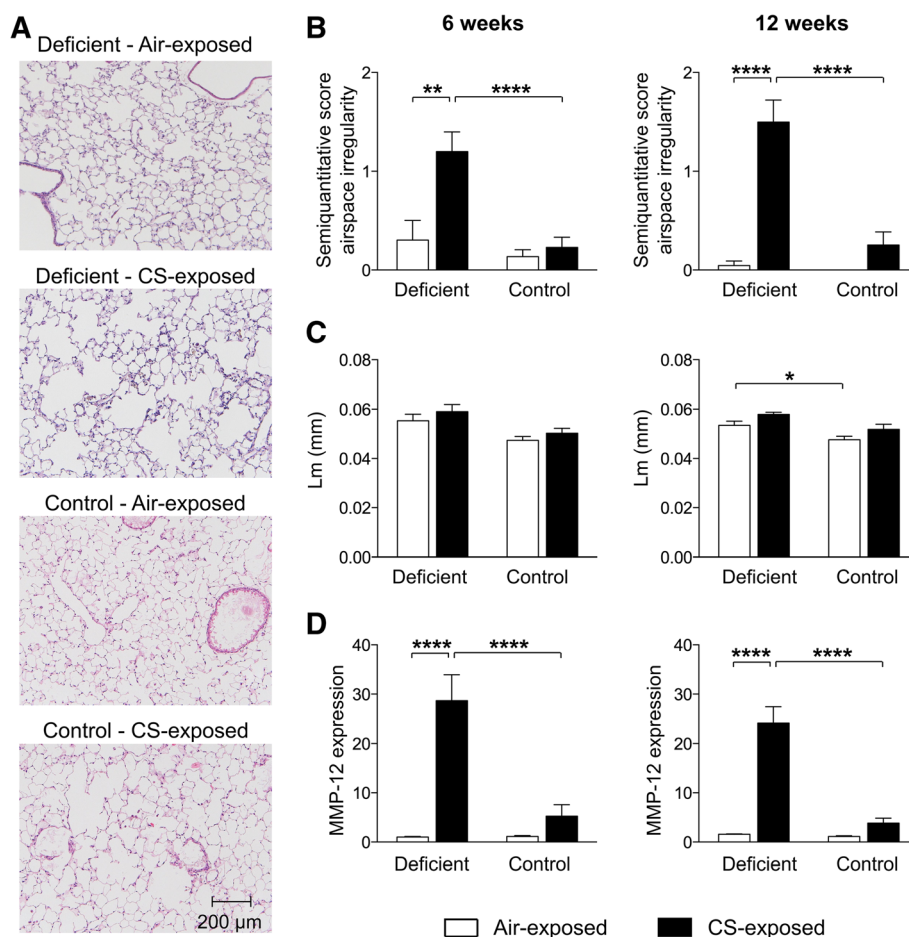 A
Deficient - Air-exposed
Deficient - CS-exposed
Control - Air-exposed
Control - CS-exposed
200 µm
B
6 weeks
12 weeks
Semiquantitative score
airspace irregularity
2
1
0
**
****
Deficient
Control
Semiquantitative score
airspace irregularity
2
1
0
****
****
Deficient
Control
C
Lm (mm)
0.08
0.06
0.04
0.02
0.00
Deficient
Control
Lm (mm)
0.08
0.06
0.04
0.02
0.00
*
Deficient
Control
D
MMP-12 expression
40
30
20
10
0
****
****
Deficient
Control
MMP-12 expression
40
30
20
10
0
****
****
Deficient
Control
Air-exposed
CS-exposed